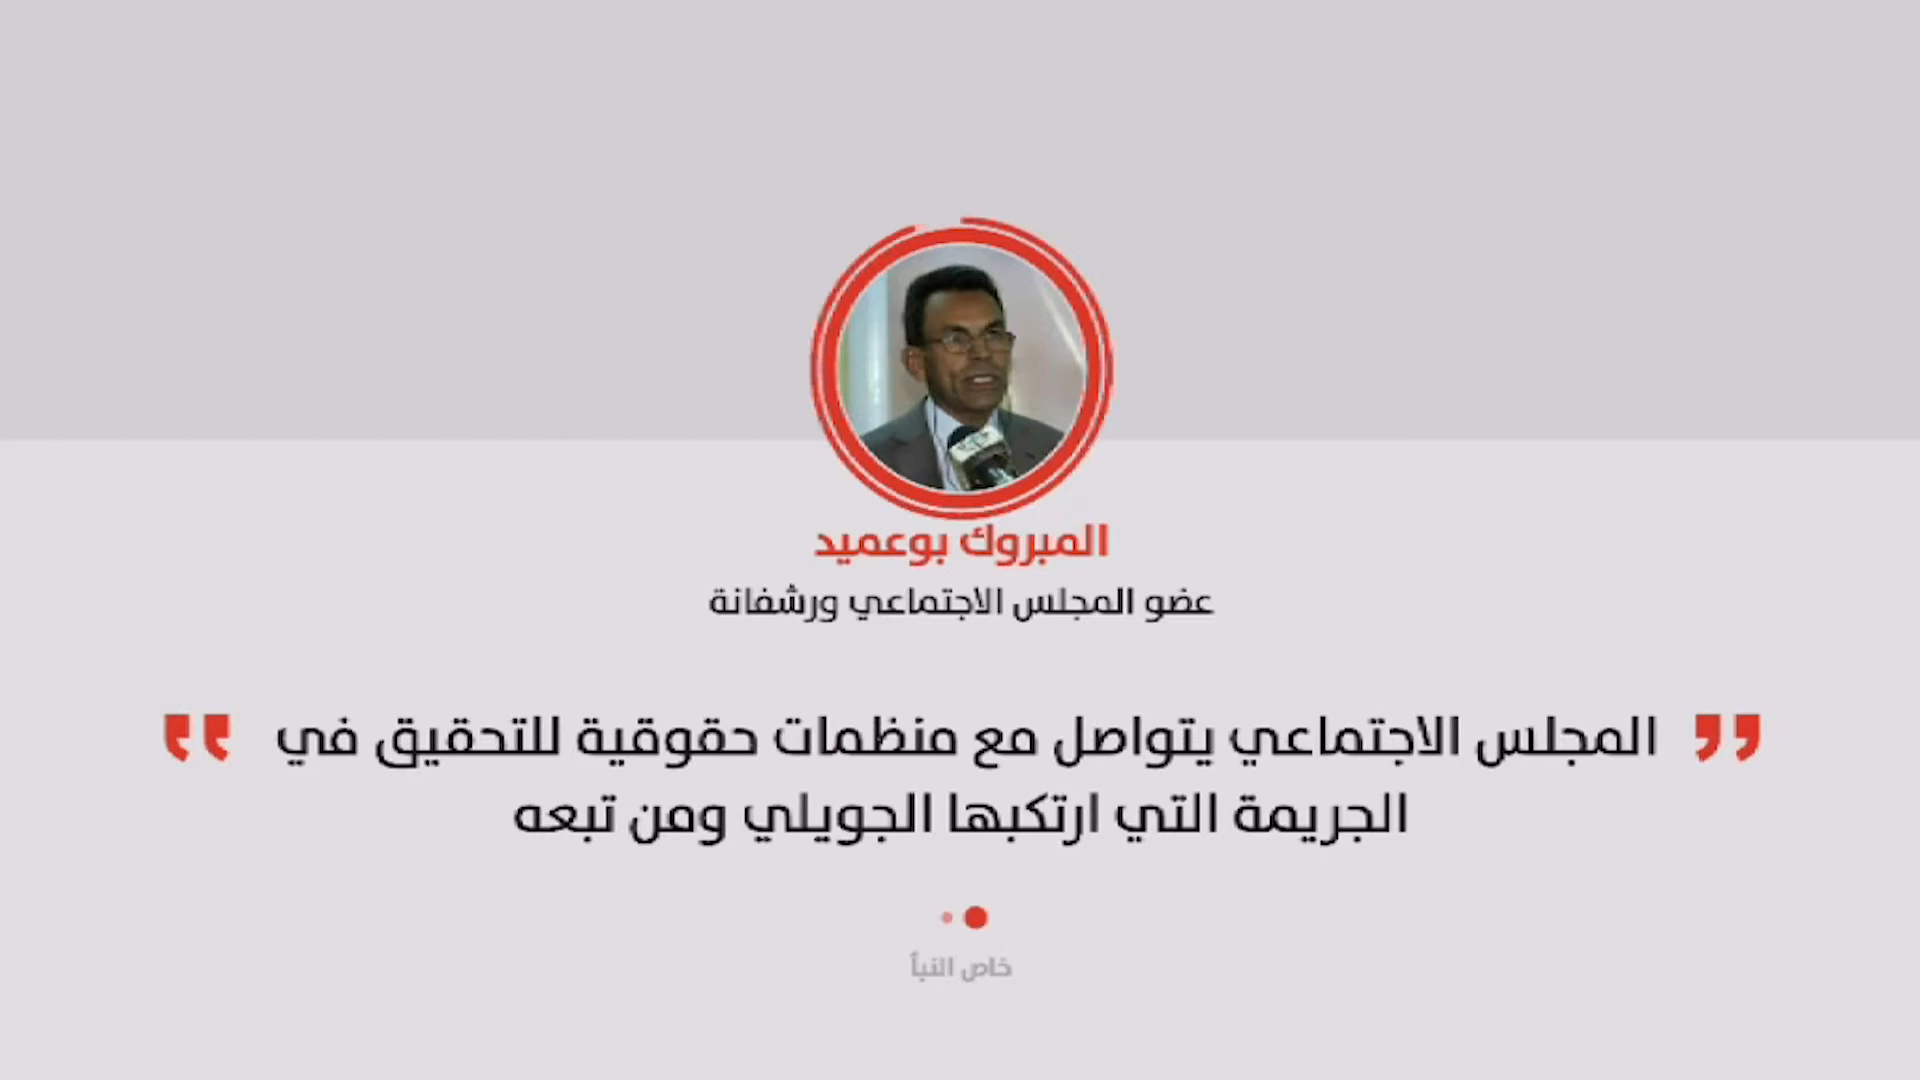 المبروك بوعميد
عضو المجلس الاجتماعي ورشفانة
" المجلس الاجتماعي يتواصل مع منظمات حقوقية للتحقيق في "
الجريمة التي ارتكبها الجويلي ومن تبعه
خاص النبأ